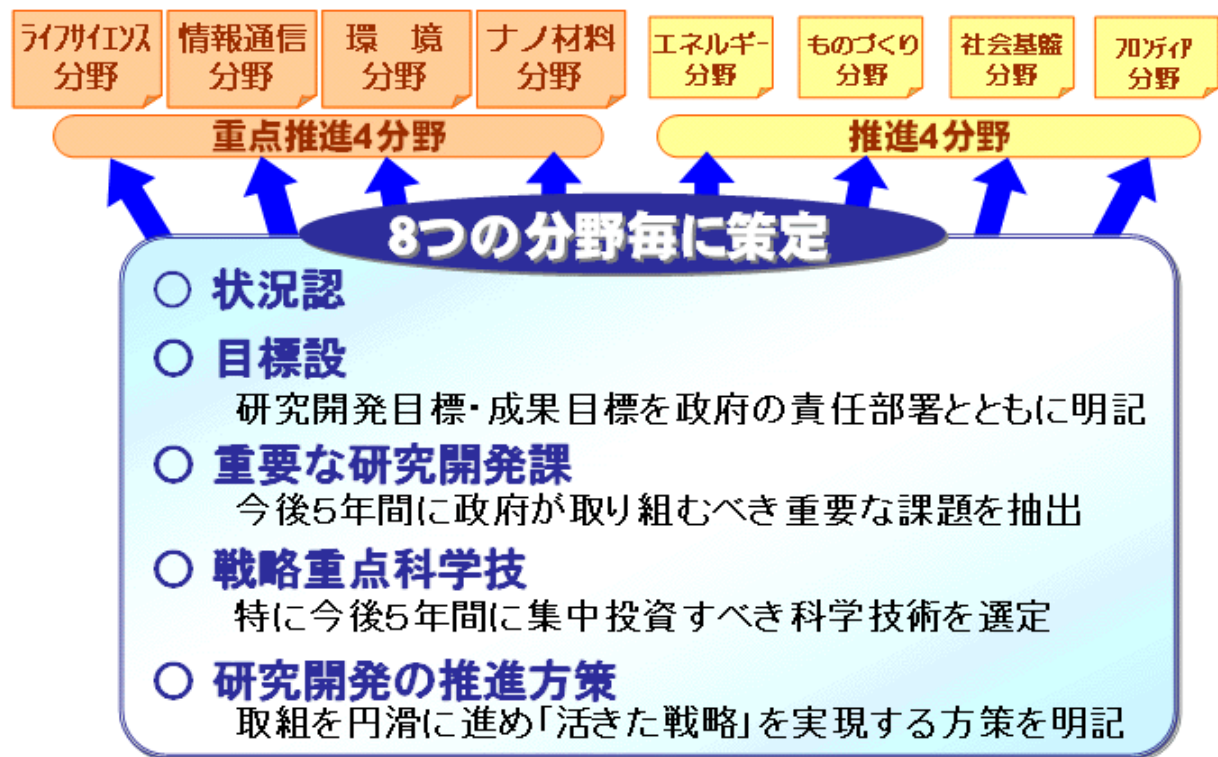 ライフサイエンス
分野
情報通信
分野
環 境
分野
ナノ材料
分野
エネルギー
分野
ものづくり
分野
社会基盤
分野
フロンティア
分野
重点推進4分野
推進4分野
8つの分野毎に策定
○ 状況認
○ 目標設
研究開発目標・成果目標を政府の責任部署とともに明記
○ 重要な研究開発課
今後5年間に政府が取り組むべき重要な課題を抽出
○ 戦略重点科学技
特に今後5年間に集中投資すべき科学技術を選定
○ 研究開発の推進方策
取組を円滑に進め「活きた戦略」を実現する方策を明記